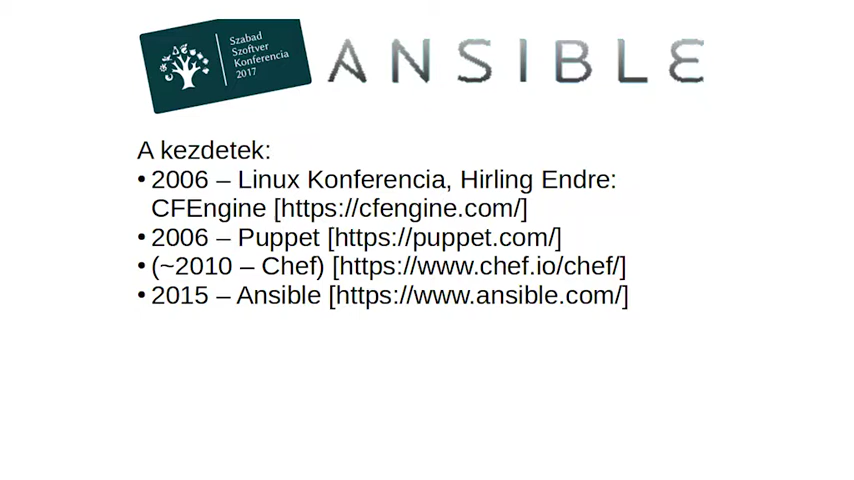 Szabad
Szoftver
Konferencia
2017
ANSIBLE
A kezdetek:
• 2006 – Linux Konferencia, Hirling Endre:
CFEngine [https://cfengine.com/]
• 2006 – Puppet [https://puppet.com/]
• (~2010 – Chef) [https://www.chef.io/chef/]
• 2015 – Ansible [https://www.ansible.com/]